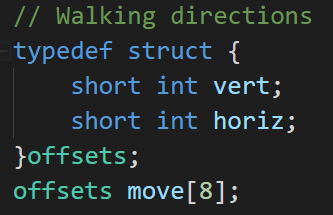 // Walking directions
typedef struct {
    short int vert;
    short int horiz;
}offsets;
offsets move[8];